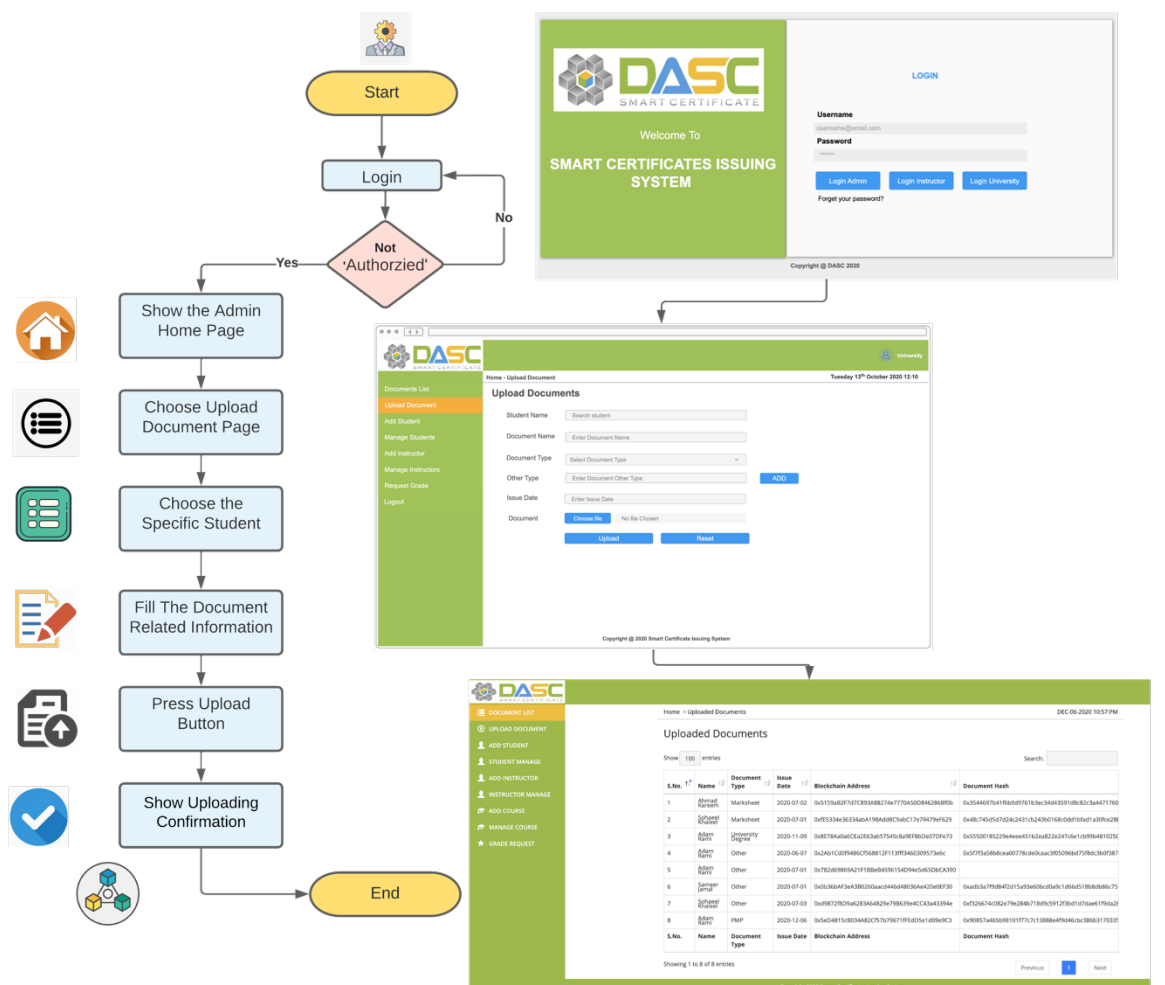 Start
Login
No
Not
'Authorzied'
Yes
Show the Admin
Home Page
Choose Upload
Document Page
Choose the
Specific Student
Fill The Document
Related Information
Press Upload
Button
Show Uploading
Confirmation
End
DASC
SMART CERTIFICATE
Welcome To
SMART CERTIFICATES ISSUING
SYSTEM
LOGIN
Username
username@email.com
Password
Login Admin Login Instructor Login University
Forget your password?
Copyright @ DASC 2020
DASC
SMART CERTIFICATE
University
Home - Upload Document Tuesday 13th October 2020 12:10
Documents List
Upload Document
Add Student
Manage Students
Add Instructor
Manage Instructors
Request Grade
Logout
Upload Documents
Student Name Search student
Document Name Enter Document Name
Document Type Select Document Type
Other Type Enter Document Other Type ADD
Issue Date Enter Issue Date
Document Choose file No file Chosen
Upload Reset
Copyright @ 2020 Smart Certificate Issuing System
DASC
SMART CERTIFICATE
DOCUMENT LIST
UPLOAD DOCUMENT
ADD STUDENT
STUDENT MANAGE
ADD INSTRUCTOR
INSTRUCTOR MANAGE
ADD COURSE
MANAGE COURSE
GRADE REQUEST
Home » Uploaded Documents DEC-06-2020 10:57:PM
Uploaded Documents
Show 100 entries Search:
S.No. Name Document Type Issue Date Blockchain Address Document Hash
1 Ahmad Kareem Marksheet 2020-07-02
2 Sohaeel Khaleel Marksheet 2020-07-01
3 Adam Rami University Degree 2020-11-09
4 Adam Rami Other 2020-06-07
5 Adam Rami Other 2020-07-01
6 Sameer Jamal Other 2020-07-01
7 Sohaeel Khaleel Other 2020-07-03
8 Adam Rami PMP 2020-12-06
S.No. Name Document Type Issue Date Blockchain Address Document Hash
Showing 1 to 8 of 8 entries
Previous 1 Next